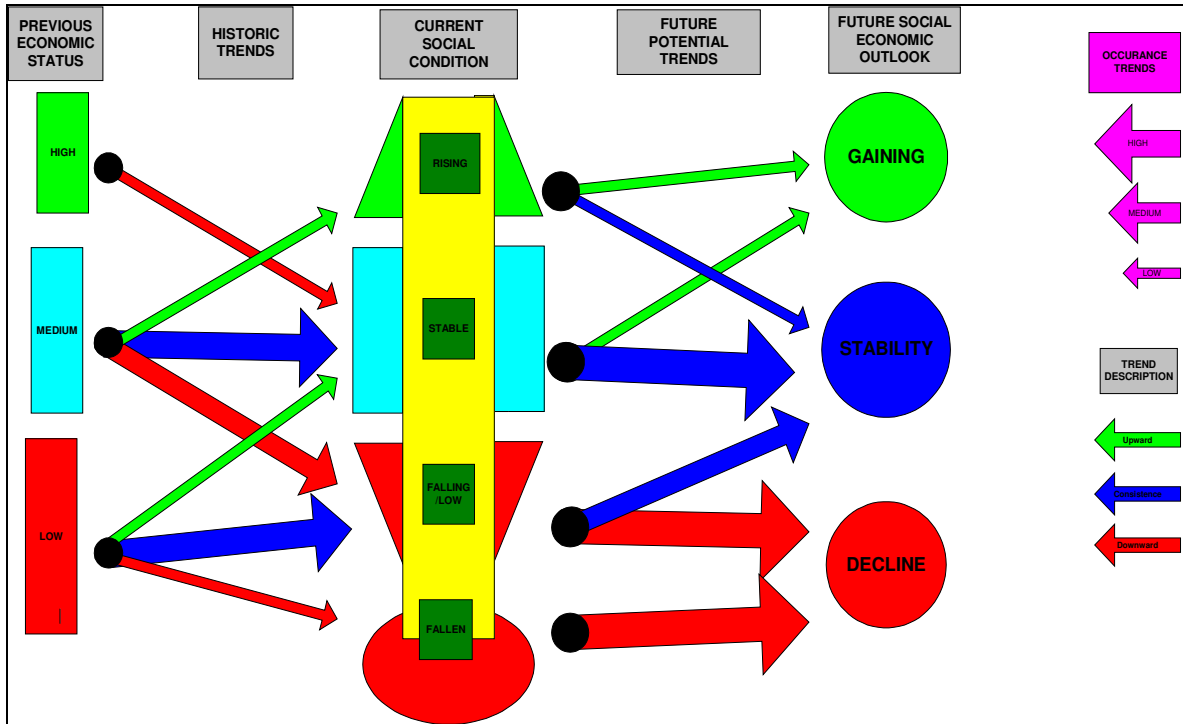 PREVIOUS
ECONOMIC
STATUS
HISTORIC
TRENDS
CURRENT
SOCIAL
CONDITION
FUTURE
POTENTIAL
TRENDS
FUTURE SOCIAL
ECONOMIC
OUTLOOK
OCCURANCE
TRENDS
HIGH
RISING
GAINING
HIGH
MEDIUM
LOW
MEDIUM
STABLE
STABILITY
TREND
DESCRIPTION
Upward
Consistence
Downward
LOW
FALLING
/LOW
DECLINE
FALLEN